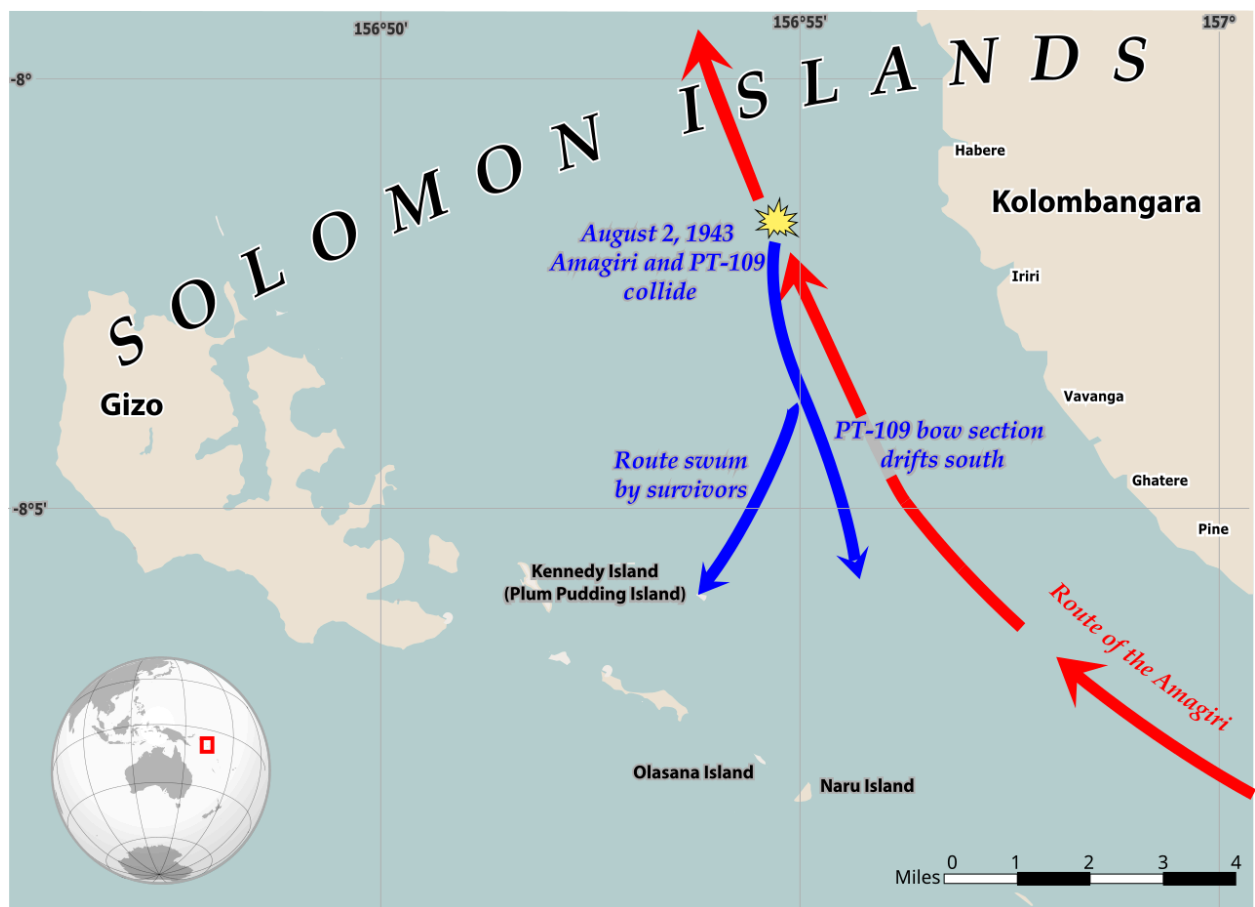 156°50'
156°55'
157°
-8°
SOLOMON ISLANDS
Habere
Kolombangara
August 2, 1943
Amagiri and PT-109
collide
Iriri
Gizo
Vavanga
PT-109 bow section
drifts south
Route swum
by survivors
Ghatere
-8°5'
Pine
Kennedy Island
(Plum Pudding Island)
Route of the Amagiri
Olasana Island
Naru Island
0 1 2 3 4
Miles